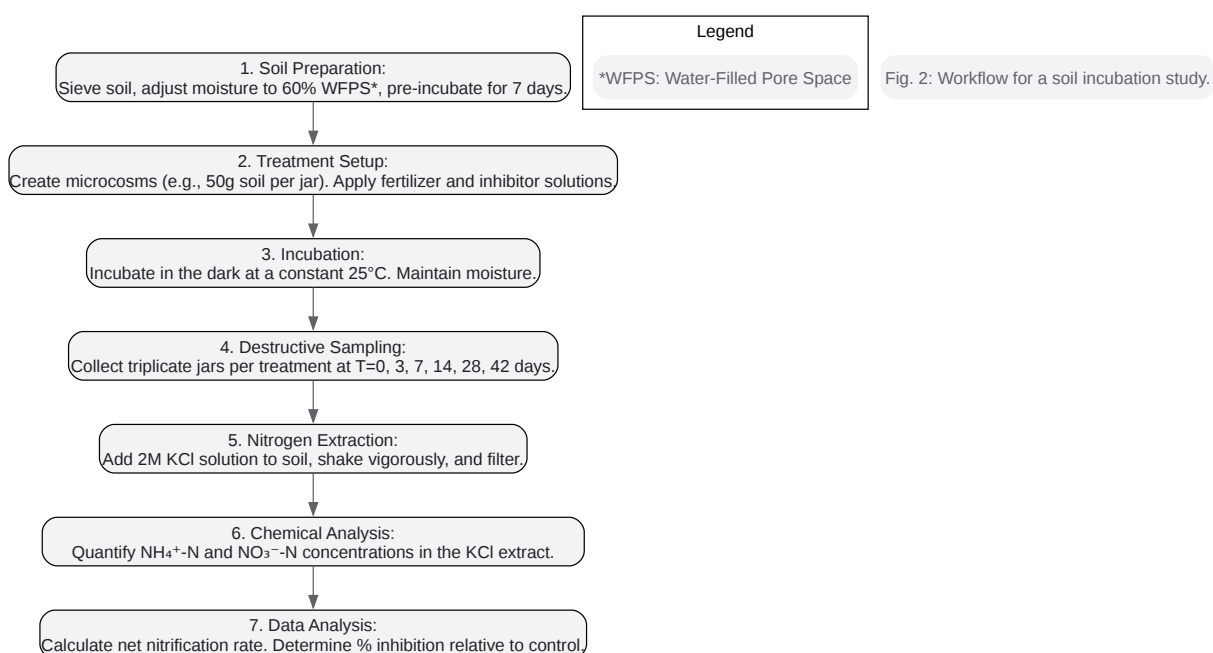 Legend
*WFPS: Water-Filled Pore Space
Fig. 2: Workflow for a soil incubation study.
1. Soil Preparation:
Sieve soil, adjust moisture to 60% WFPS*, pre-incubate for 7 days.
2. Treatment Setup:
Create microcosms (e.g., 50g soil per jar). Apply fertilizer and inhibitor solutions.
3. Incubation:
Incubate in the dark at a constant 25°C. Maintain moisture.
4. Destructive Sampling:
Collect triplicate jars per treatment at T=0, 3, 7, 14, 28, 42 days.
5. Nitrogen Extraction:
Add 2M KCl solution to soil, shake vigorously, and filter.
6. Chemical Analysis:
Quantify NH₄⁺-N and NO₃⁻-N concentrations in the KCl extract.
7. Data Analysis:
Calculate net nitrification rate. Determine % inhibition relative to control.